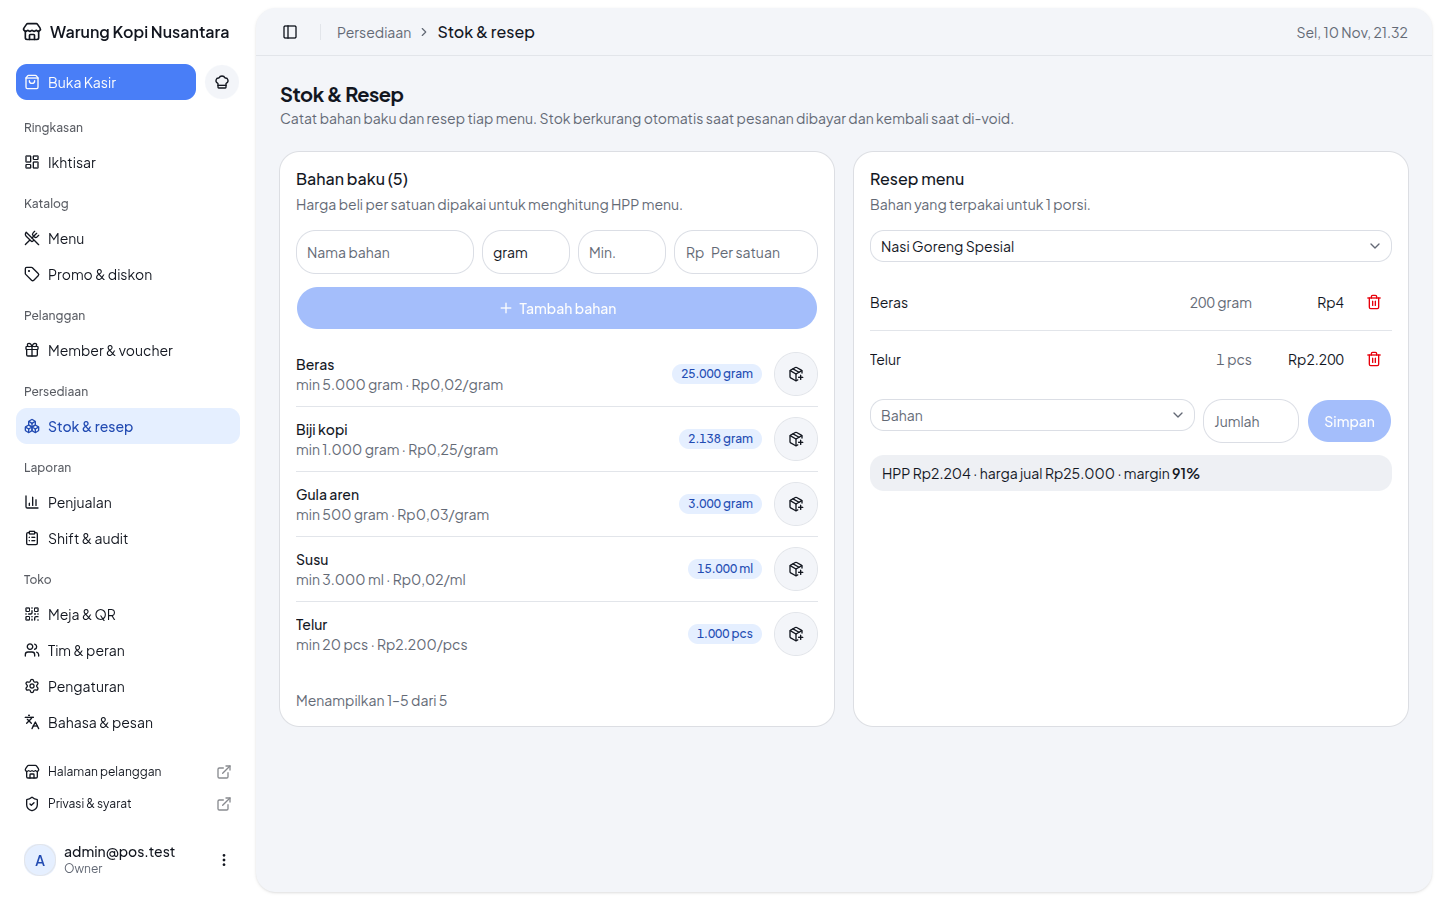 Warung Kopi Nusantara
Buka Kasir
Ringkasan
Ikhtisar
Katalog
Menu
Promo & diskon
Pelanggan
Member & voucher
Persediaan
Stok & resep
Laporan
Penjualan
Shift & audit
Toko
Meja & QR
Tim & peran
Pengaturan
Bahasa & pesan
Halaman pelanggan
Privasi & syarat
A
admin@pos.test
Owner
Persediaan > Stok & resep
Sel, 10 Nov, 21.32
Stok & Resep
Catat bahan baku dan resep tiap menu. Stok berkurang otomatis saat pesanan dibayar dan kembali saat di-void.
Bahan baku (5)
Harga beli per satuan dipakai untuk menghitung HPP menu.
Nama bahan gram Min. Rp Per satuan
+ Tambah bahan
Beras
min 5.000 gram · Rp0,02/gram
25.000 gram
Biji kopi
min 1.000 gram · Rp0,25/gram
2.138 gram
Gula aren
min 500 gram · Rp0,03/gram
3.000 gram
Susu
min 3.000 ml · Rp0,02/ml
15.000 ml
Telur
min 20 pcs · Rp2.200/pcs
1.000 pcs
Menampilkan 1–5 dari 5
Resep menu
Bahan yang terpakai untuk 1 porsi.
Nasi Goreng Spesial
Beras 200 gram Rp4
Telur 1 pcs Rp2.200
Bahan Jumlah Simpan
HPP Rp2.204 · harga jual Rp25.000 · margin 91%